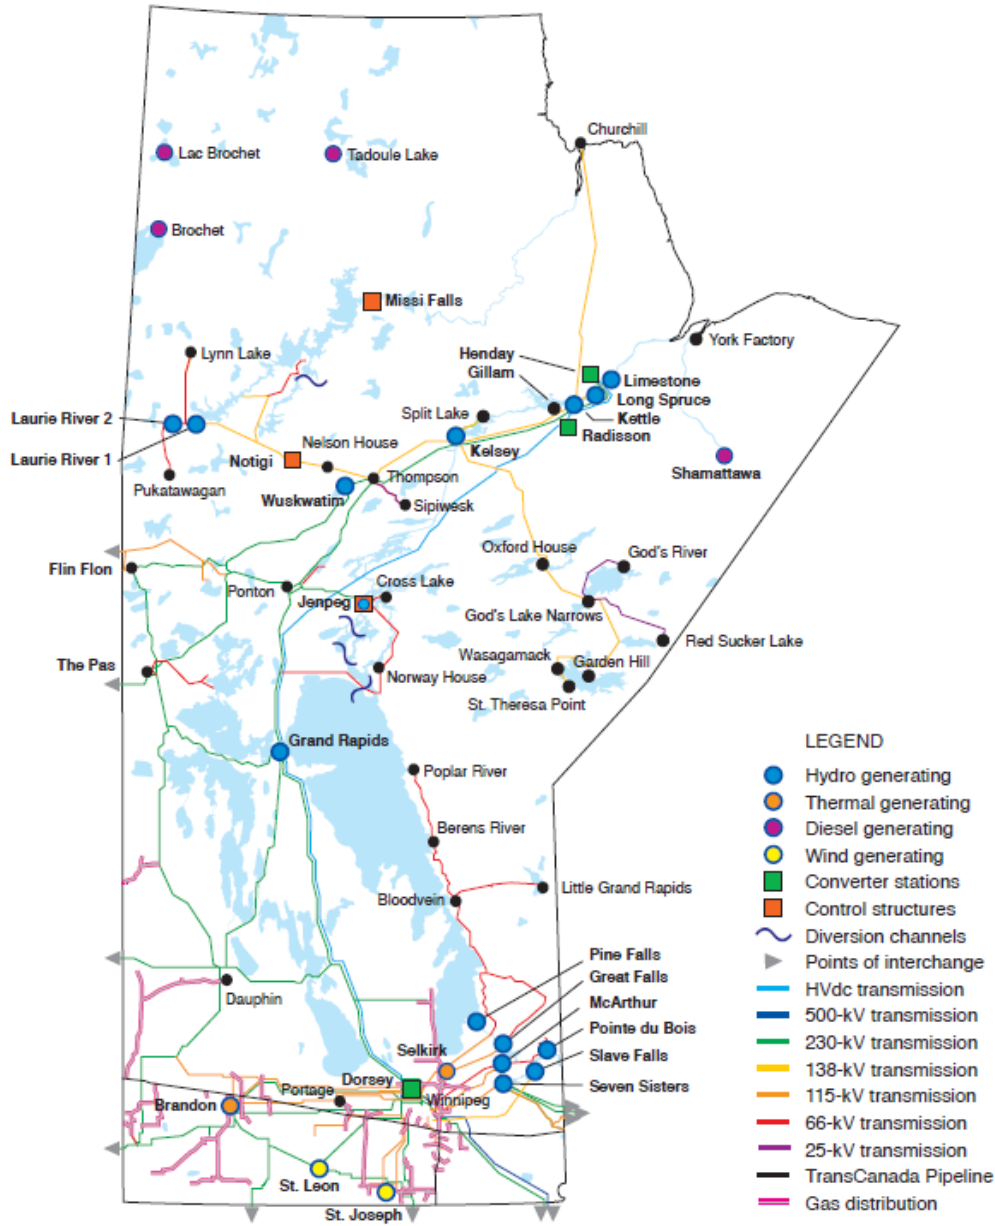 Churchill
Lac Brochet
Tadoule Lake
Brochet
Missi Falls
York Factory
Lynn Lake
Henday
Gillam
Limestone
Long Spruce
Kettle
Radisson
Laurie River 2
Split Lake
Laurie River 1
Nelson House
Notigi
Kelsey
Shamattawa
Pukatawagan
Thompson
Wuskwatim
Sipiwesk
Oxford House
God's River
Flin Flon
Ponton
Cross Lake
Jenpeg
God's Lake Narrows
Red Sucker Lake
The Pas
Wasagamack
Garden Hill
Norway House
St. Theresa Point
Grand Rapids
Poplar River
Berens River
Little Grand Rapids
Bloodvein
Pine Falls
Great Falls
McArthur
Dauphin
Pointe du Bois
Selkirk
Slave Falls
Dorsey
Seven Sisters
Portage
Winnipeg
Brandon
St. Leon
St. Joseph
LEGEND
Hydro generating
Thermal generating
Diesel generating
Wind generating
Converter stations
Control structures
Diversion channels
Points of interchange
HVdc transmission
500-kV transmission
230-kV transmission
138-kV transmission
115-kV transmission
66-kV transmission
25-kV transmission
TransCanada Pipeline
Gas distribution